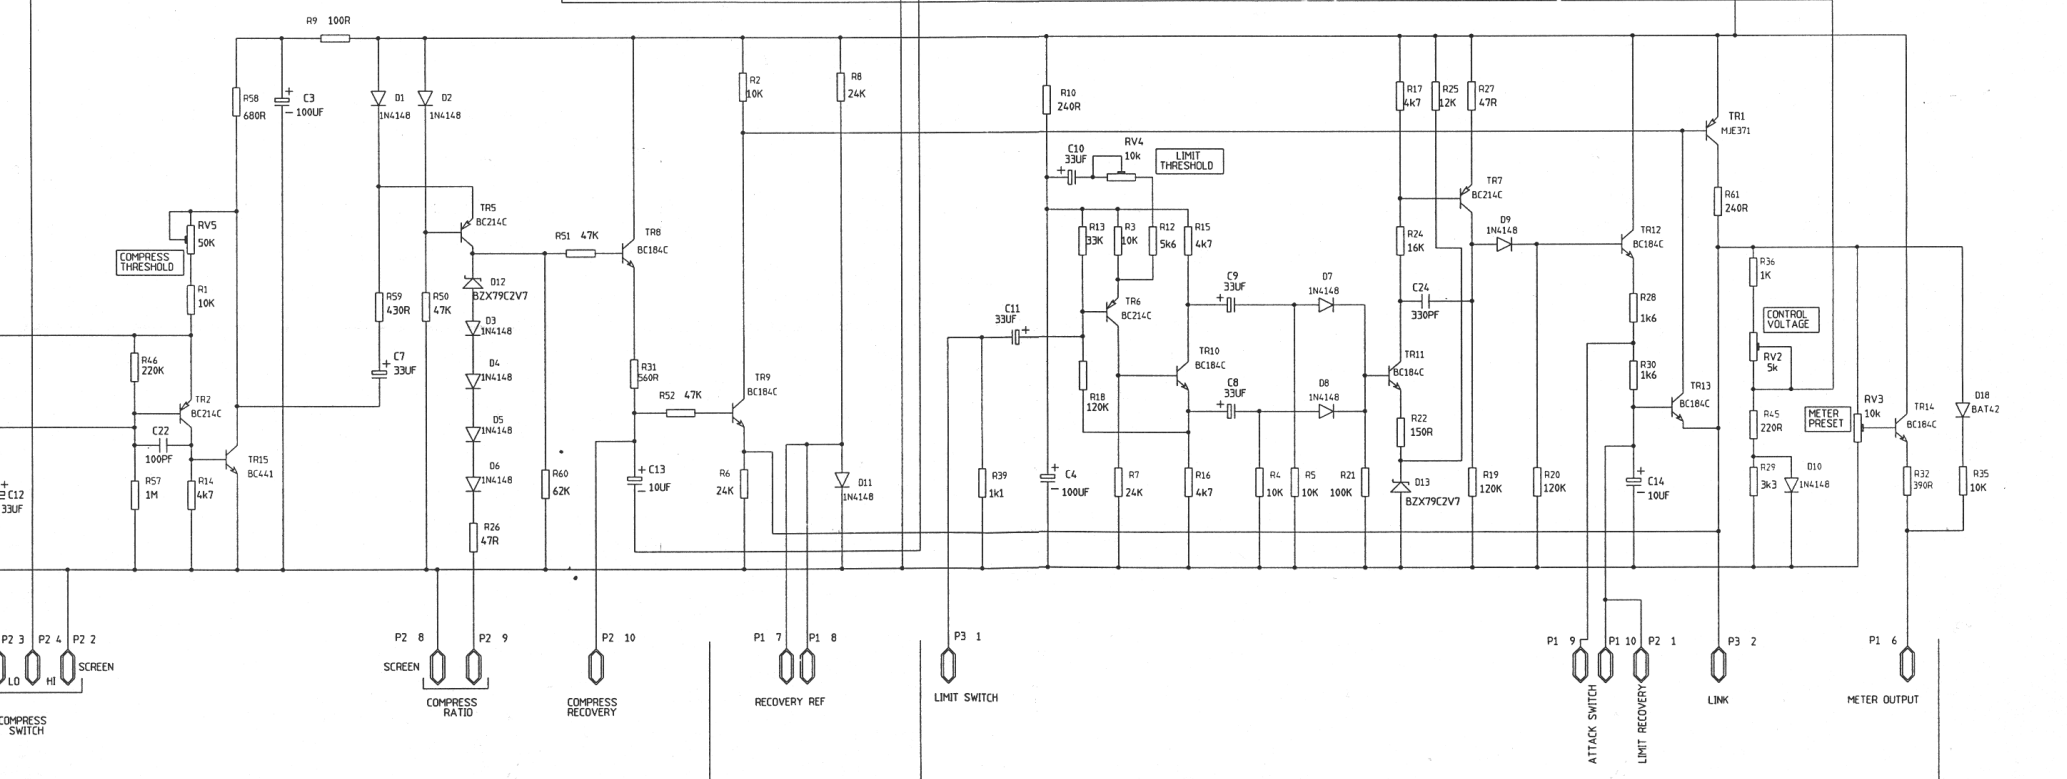 R9 100R
R58
680R
C3
100UF
+
-
D1
1N4148
D2
1N4148
R2
10K
R8
24K
R10
240R
R17
4k7
R25
12K
R27
47R
TR1
MJE371
C10
33UF
+
RV4
10k
LIMIT
THRESHOLD
RV5
50K
COMPRESS
THRESHOLD
R1
10K
TR5
BC214C
R51 47K
TR8
BC184C
R13
33K
R3
10K
R12
5k6
R15
4k7
TR7
BC214C
R24
16K
D9
1N4148
TR12
BC184C
R61
240R
D12
BZX79C2V7
R59
430R
R50
47K
D3
1N4148
C11
33UF
+
TR6
BC214C
C9
33UF
+
D7
1N4148
C24
330PF
R28
1k6
R36
1K
CONTROL
VOLTAGE
RV2
5k
R46
220K
C7
33UF
+
D4
1N4148
R31
560R
R52 47K
TR9
BC184C
TR10
BC184C
R18
120K
C8
33UF
+
D8
1N4148
TR11
BC184C
R22
150R
R30
1k6
TR13
BC184C
TR2
BC214C
C22
100PF
TR15
BC441
D5
1N4148
D6
1N4148
R45
220R
METER
PRESET
RV3
10k
TR14
BC184C
D18
BAT42
C12
33UF
+
R57
1M
R14
4k7
R26
47R
R60
62K
C13
10UF
+
-
R6
24K
D11
1N4148
R39
1k1
C4
100UF
+
-
R7
24K
R16
4k7
R4
10K
R5
10K
R21
100K
D13
BZX79C2V7
R19
120K
R20
120K
C14
10UF
+
-
R29
3k3
D10
1N4148
R32
390R
R35
10K
P2 3
P2 4
P2 2
LO
HI
SCREEN
COMPRESS
SWITCH
P2 8
P2 9
SCREEN
COMPRESS
RATIO
P2 10
COMPRESS
RECOVERY
P1 7
P1 8
RECOVERY REF
P3 1
LIMIT SWITCH
P1 9
P1 10
P2 1
ATTACK SWITCH
LIMIT RECOVERY
P3 2
LINK
P1 6
METER OUTPUT